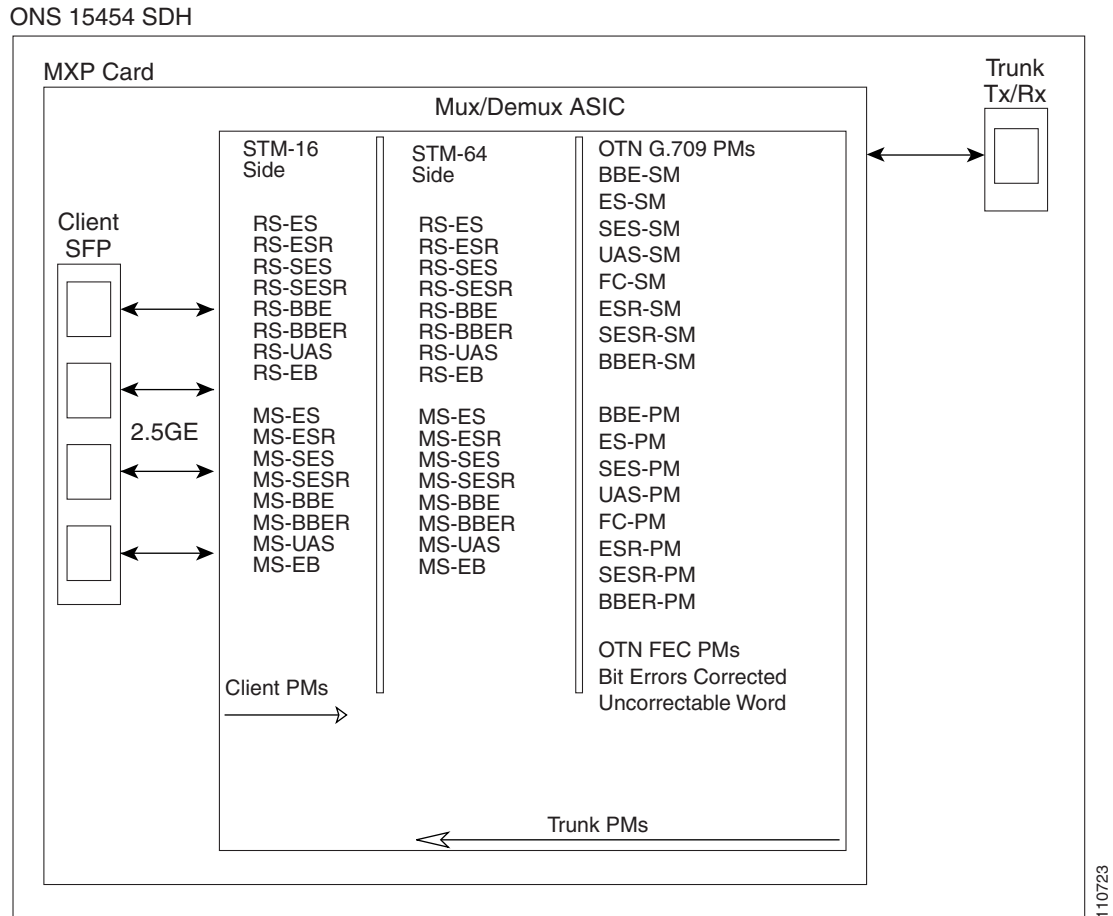 ONS 15454 SDH
MXP Card
Trunk
Tx/Rx
Mux/Demux ASIC
Client
SFP
2.5GE
STM-16
Side
RS-ES
RS-ESR
RS-SES
RS-SESR
RS-BBE
RS-BBER
RS-UAS
RS-EB
MS-ES
MS-ESR
MS-SES
MS-SESR
MS-BBE
MS-BBER
MS-UAS
MS-EB
Client PMs
STM-64
Side
RS-ES
RS-ESR
RS-SES
RS-SESR
RS-BBE
RS-BBER
RS-UAS
RS-EB
MS-ES
MS-ESR
MS-SES
MS-SESR
MS-BBE
MS-BBER
MS-UAS
MS-EB
OTN G.709 PMs
BBE-SM
ES-SM
SES-SM
UAS-SM
FC-SM
ESR-SM
SESR-SM
BBER-SM
BBE-PM
ES-PM
SES-PM
UAS-PM
FC-PM
ESR-PM
SESR-PM
BBER-PM
OTN FEC PMs
Bit Errors Corrected
Uncorrectable Word
Trunk PMs
110723